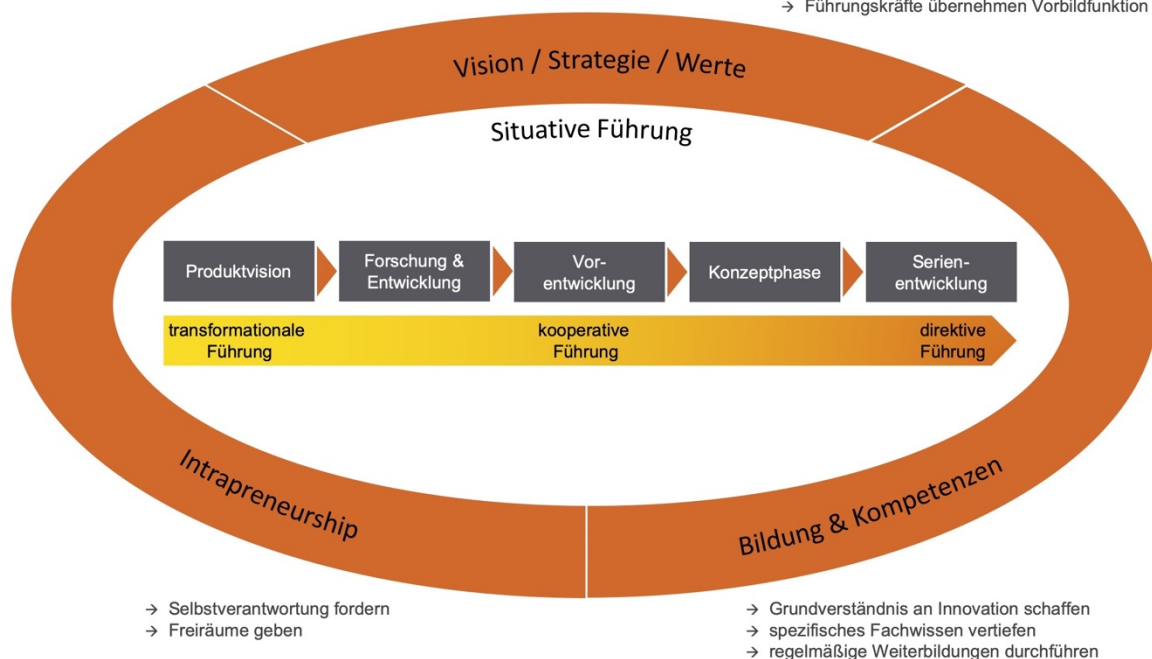 → Führungskräfte übernehmen Vorbildfunktion
Vision / Strategie / Werte
Situative Führung
Produktvision
Forschung &
Entwicklung
Vor-
entwicklung
Konzeptphase
Serien-
entwicklung
transformationale
Führung
kooperative
Führung
direktive
Führung
Intrapreneurship
Bildung & Kompetenzen
→ Selbstverantwortung fordern
→ Freiräume geben
→ Grundverständnis an Innovation schaffen
→ spezifisches Fachwissen vertiefen
→ regelmäßige Weiterbildungen durchführen